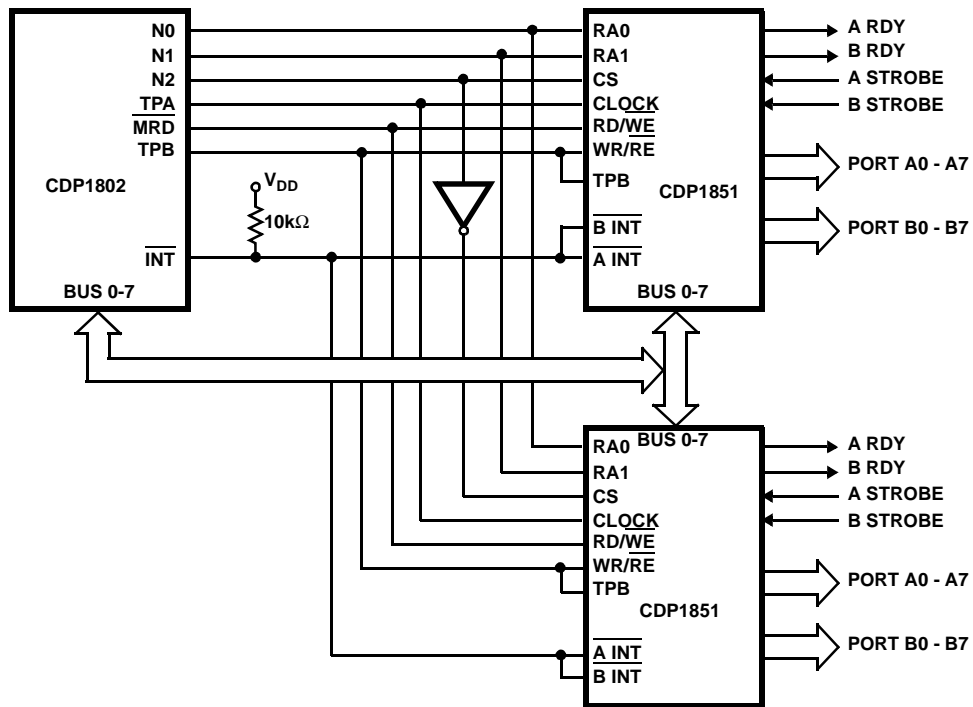 N0
N1
N2
TPA
MRD
TPB
CDP1802
VDD
10kΩ
INT
BUS 0-7
RA0
RA1
CS
CLOCK
RD/WE
WR/RE
TPB
CDP1851
B INT
A INT
BUS 0-7
A RDY
B RDY
A STROBE
B STROBE
PORT A0 - A7
PORT B0 - B7
BUS 0-7
RA0
RA1
CS
CLOCK
RD/WE
WR/RE
TPB
CDP1851
A INT
B INT
A RDY
B RDY
A STROBE
B STROBE
PORT A0 - A7
PORT B0 - B7